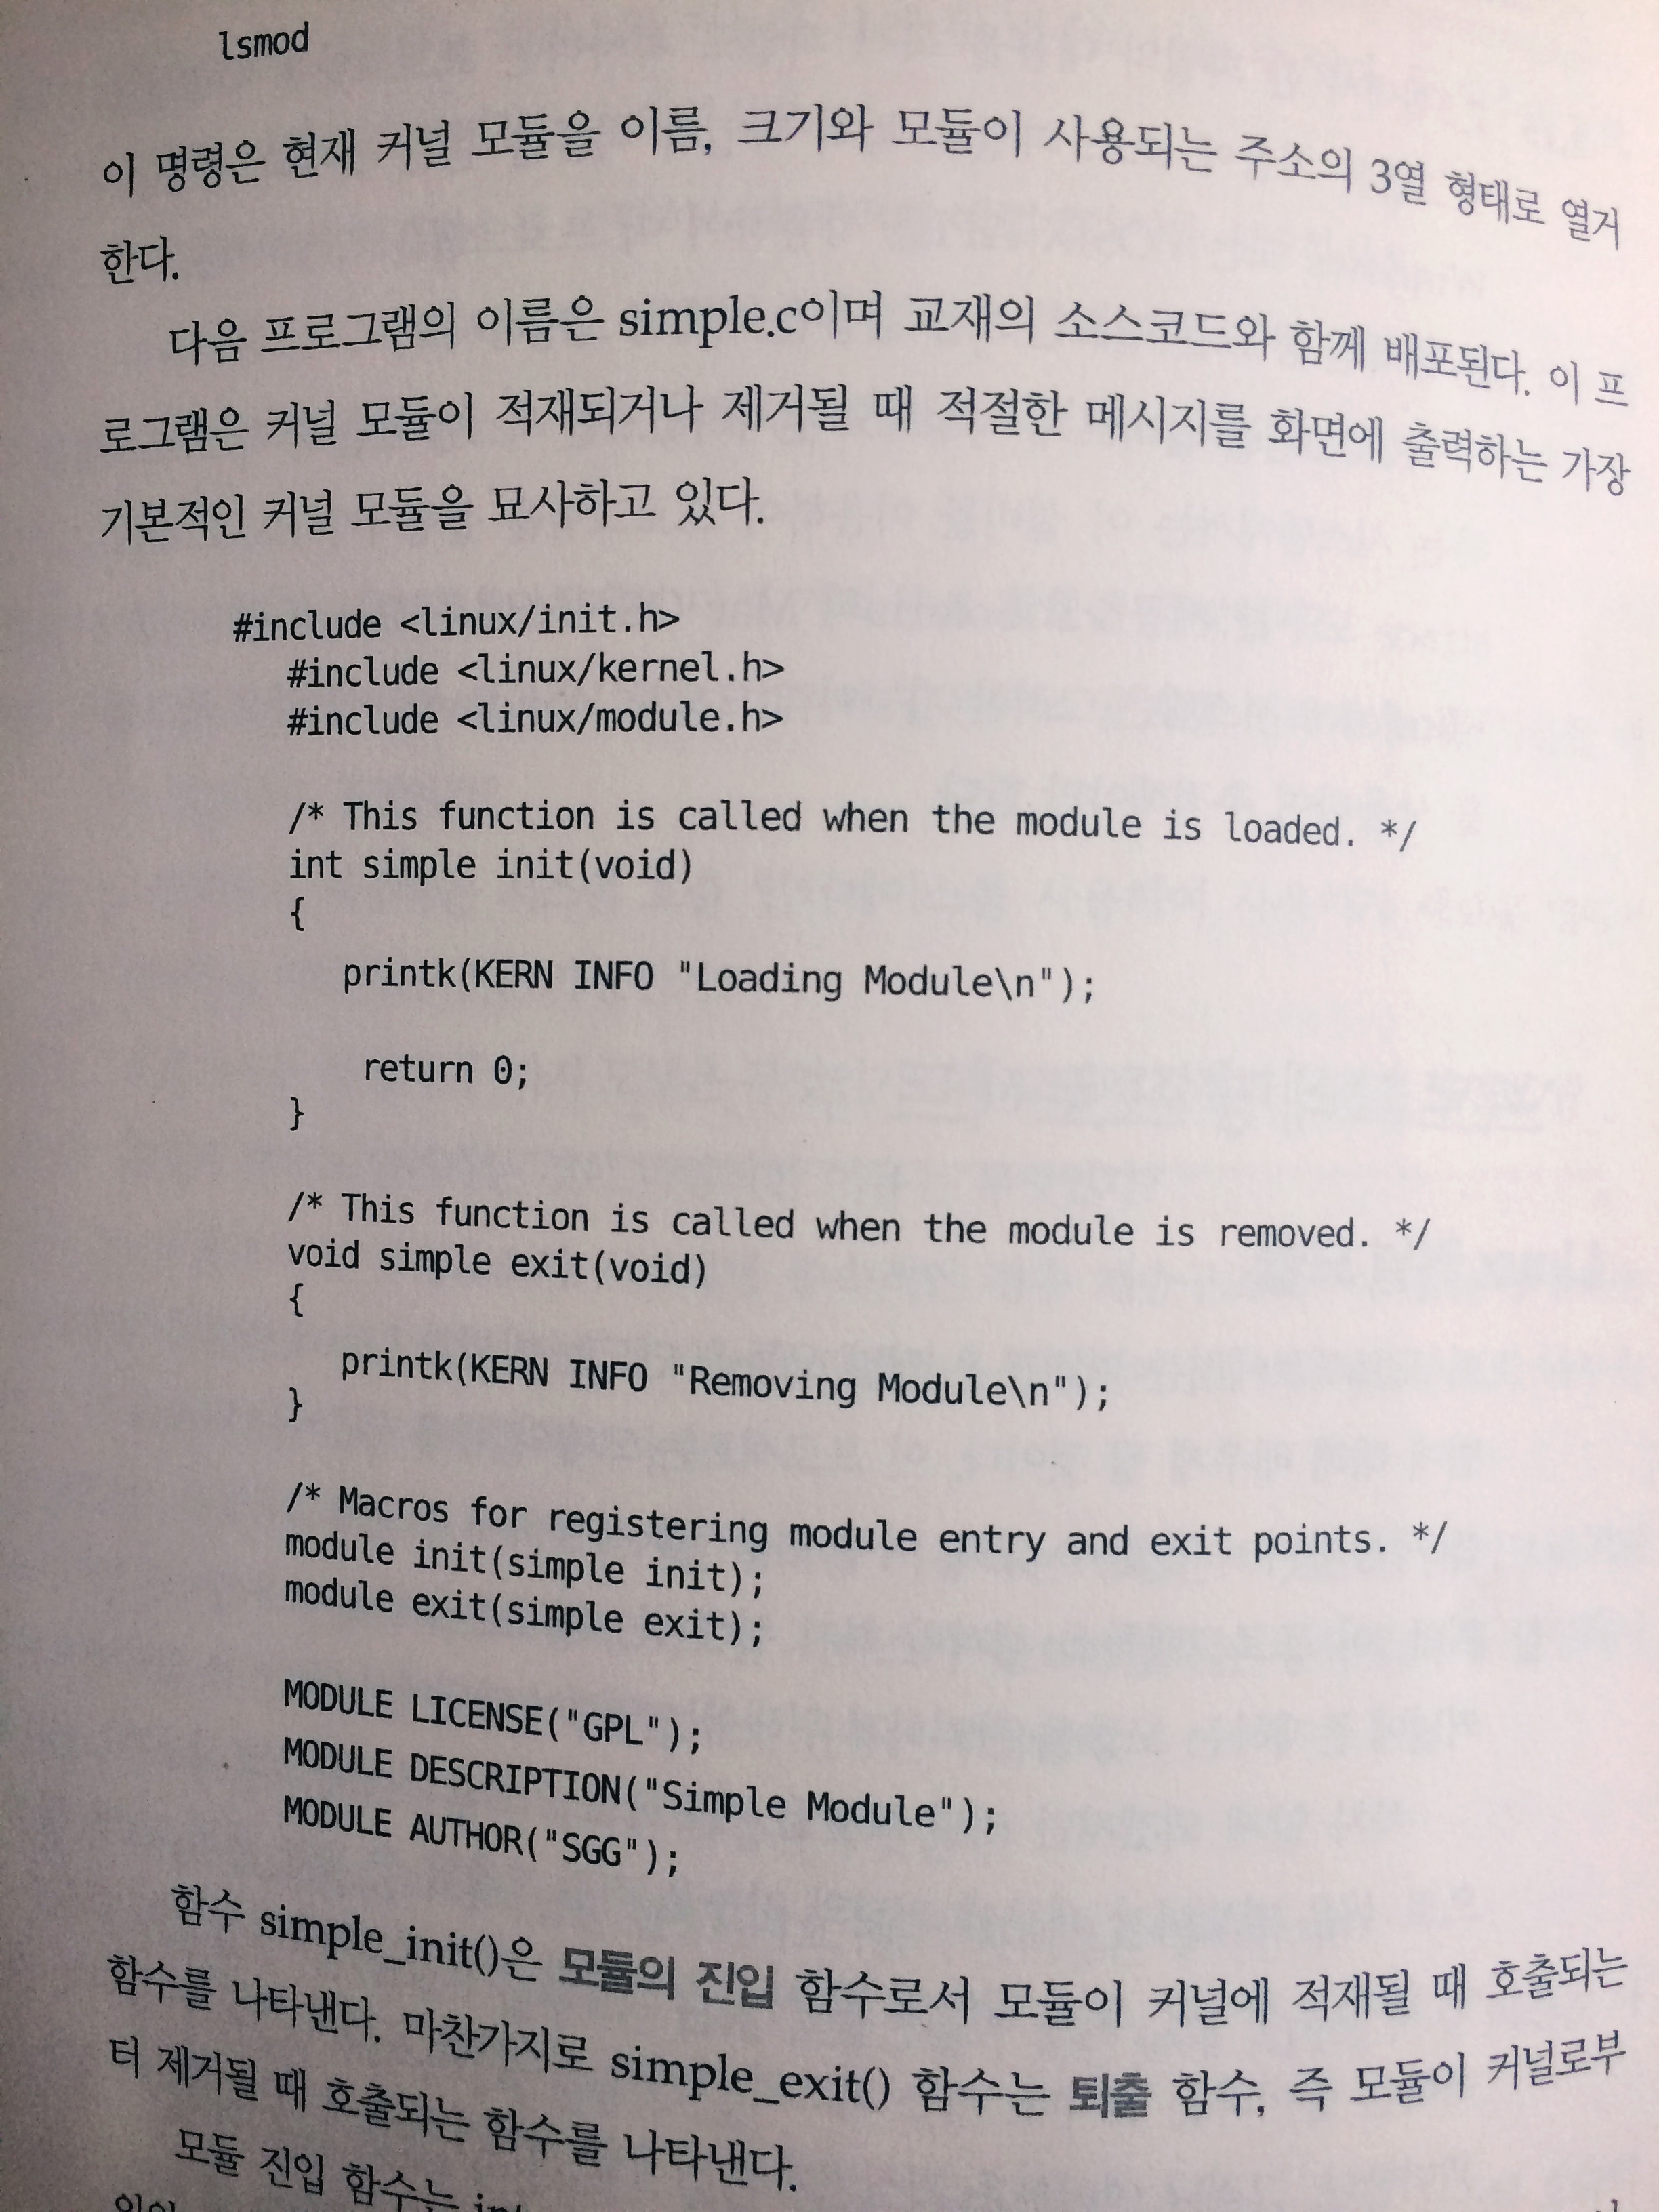 lsmod
이 명령은 현재 커널 모듈을 이름, 크기와 모듈이 사용되는 주소의 3열 형태로 열거
한다.
다음 프로그램의 이름은 simple.c이며 교재의 소스코드와 함께 배포된다. 이 프
로그램은 커널 모듈이 적재되거나 제거될 때 적절한 메시지를 화면에 출력하는 가장
기본적인 커널 모듈을 묘사하고 있다.
#include <linux/init.h>
#include <linux/kernel.h>
#include <linux/module.h>
/* This function is called when the module is loaded. */
int simple init(void)
{
printk(KERN INFO "Loading Module\n");
return 0;
}
/* This function is called when the module is removed. */
void simple exit(void)
{
printk(KERN INFO "Removing Module\n");
}
/* Macros for registering module entry and exit points. */
module init(simple init);
module exit(simple exit);
MODULE LICENSE("GPL");
MODULE DESCRIPTION("Simple Module");
MODULE AUTHOR("SGG");
함수 simple_init()은 모듈의 진입 함수로서 모듈이 커널에 적재될 때 호출되는
함수를 나타낸다. 마찬가지로 simple_exit() 함수는 퇴출 함수, 즉 모듈이 커널로부
터 제거될 때 호출되는 함수를 나타낸다.
모듈 진입 함수는